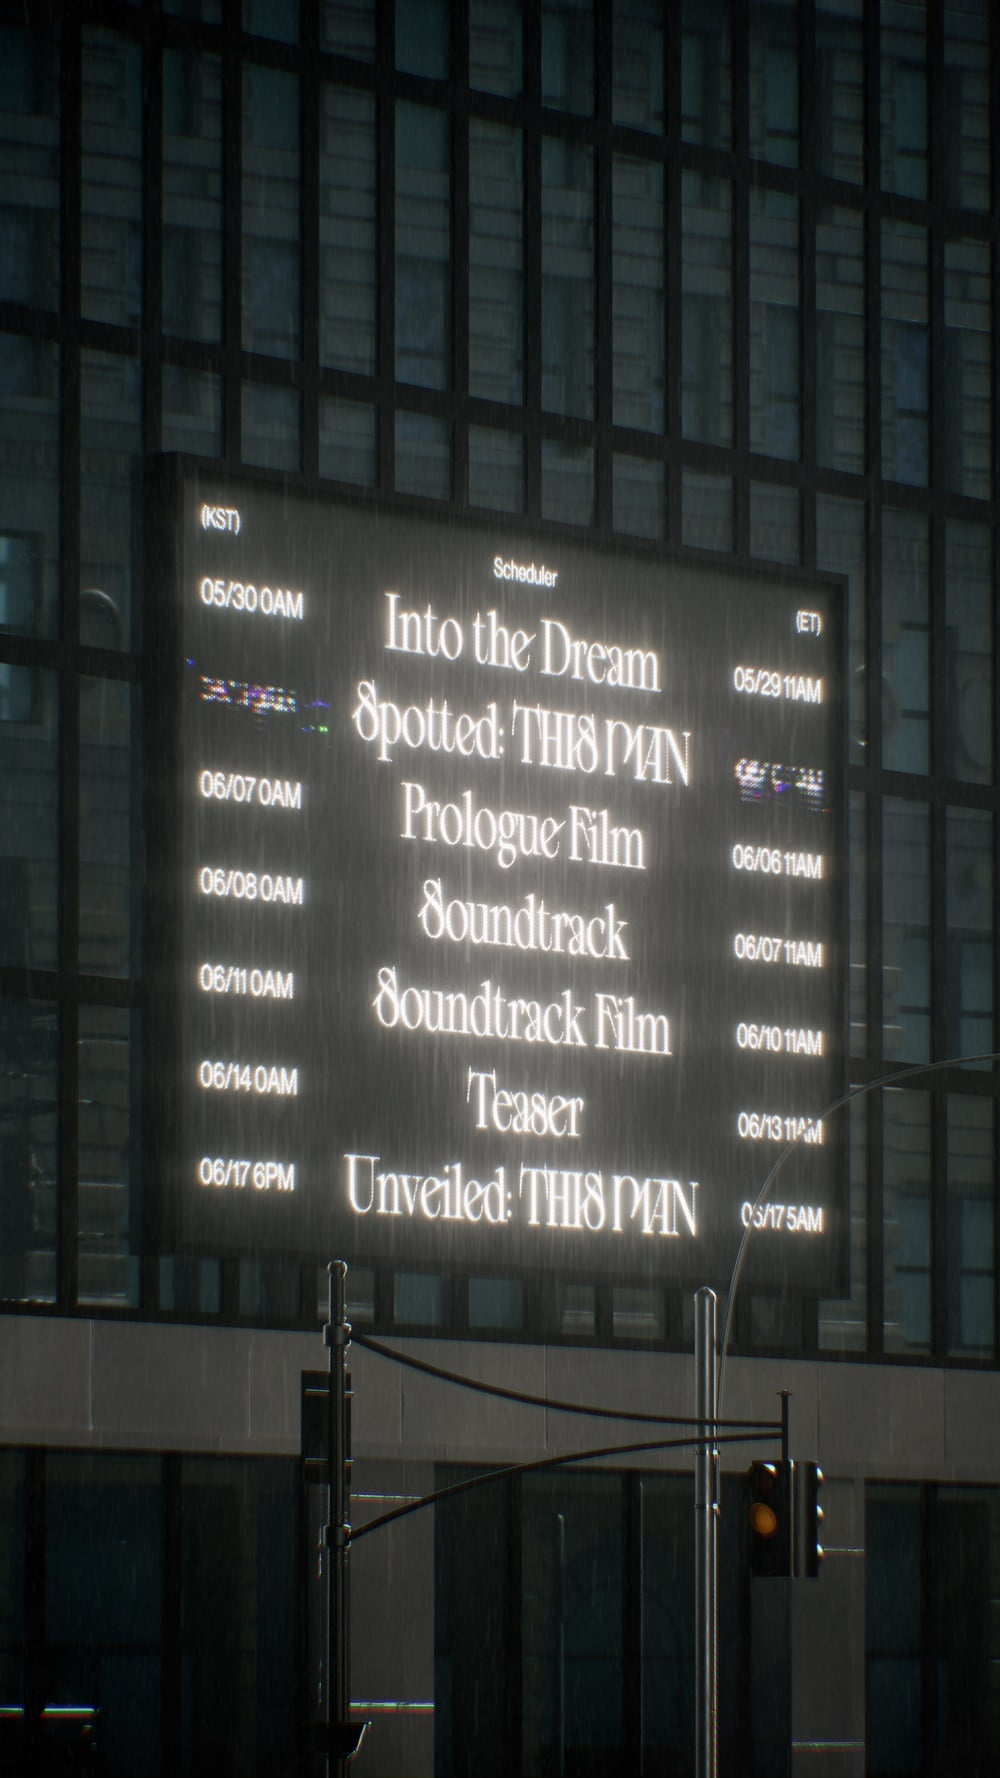 (KST)
Scheduler
(ET)
05/30 0AM Into the Dream 05/29 11AM
Spotted: THIS MAN
06/07 0AM Prologue Film 06/06 11AM
06/08 0AM Soundtrack 06/07 11AM
06/11 0AM Soundtrack Film 06/10 11AM
06/14 0AM Teaser 06/13 11AM
06/17 6PM Unveiled: THIS MAN 06/17 5AM